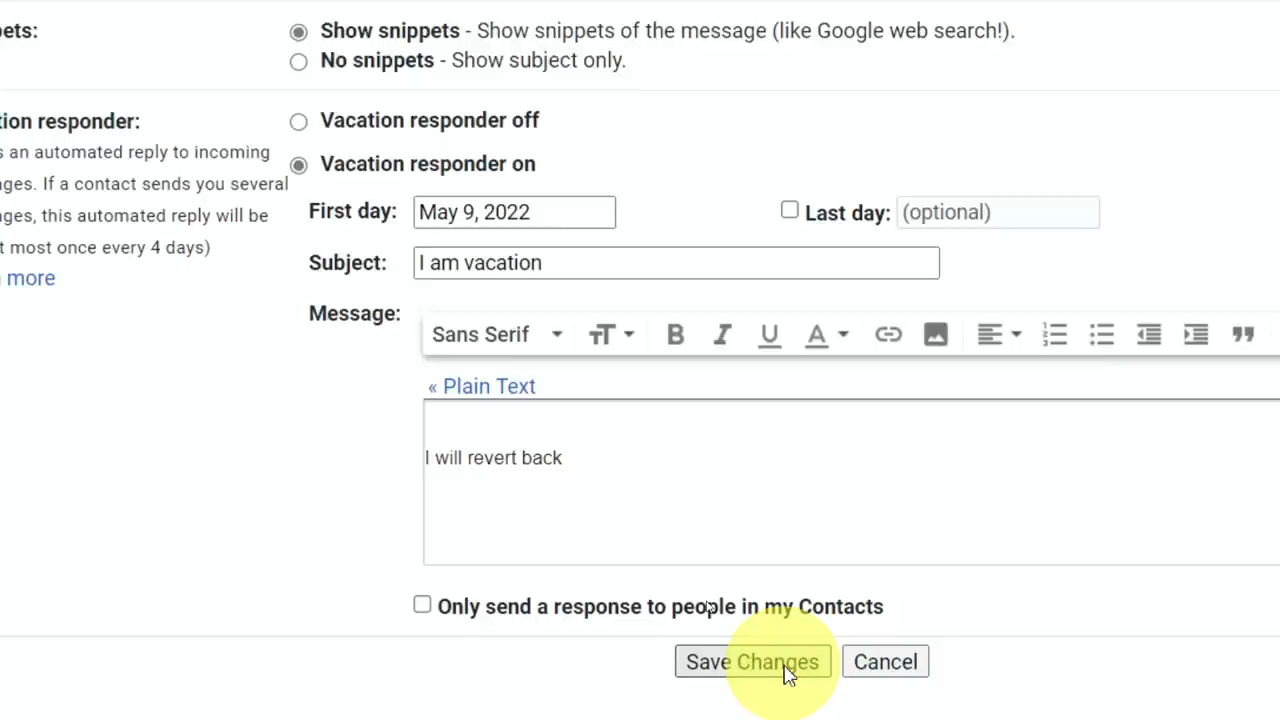 ets:
Show snippets - Show snippets of the message (like Google web search!).
No snippets - Show subject only.
tion responder:
Vacation responder off
s an automated reply to incoming
Vacation responder on
ges. If a contact sends you several
ges, this automated reply will be
First day: May 9, 2022 Last day: (optional)
t most once every 4 days)
Subject: I am vacation
more
Message:
Sans Serif
« Plain Text
I will revert back
Only send a response to people in my Contacts
Save Changes Cancel